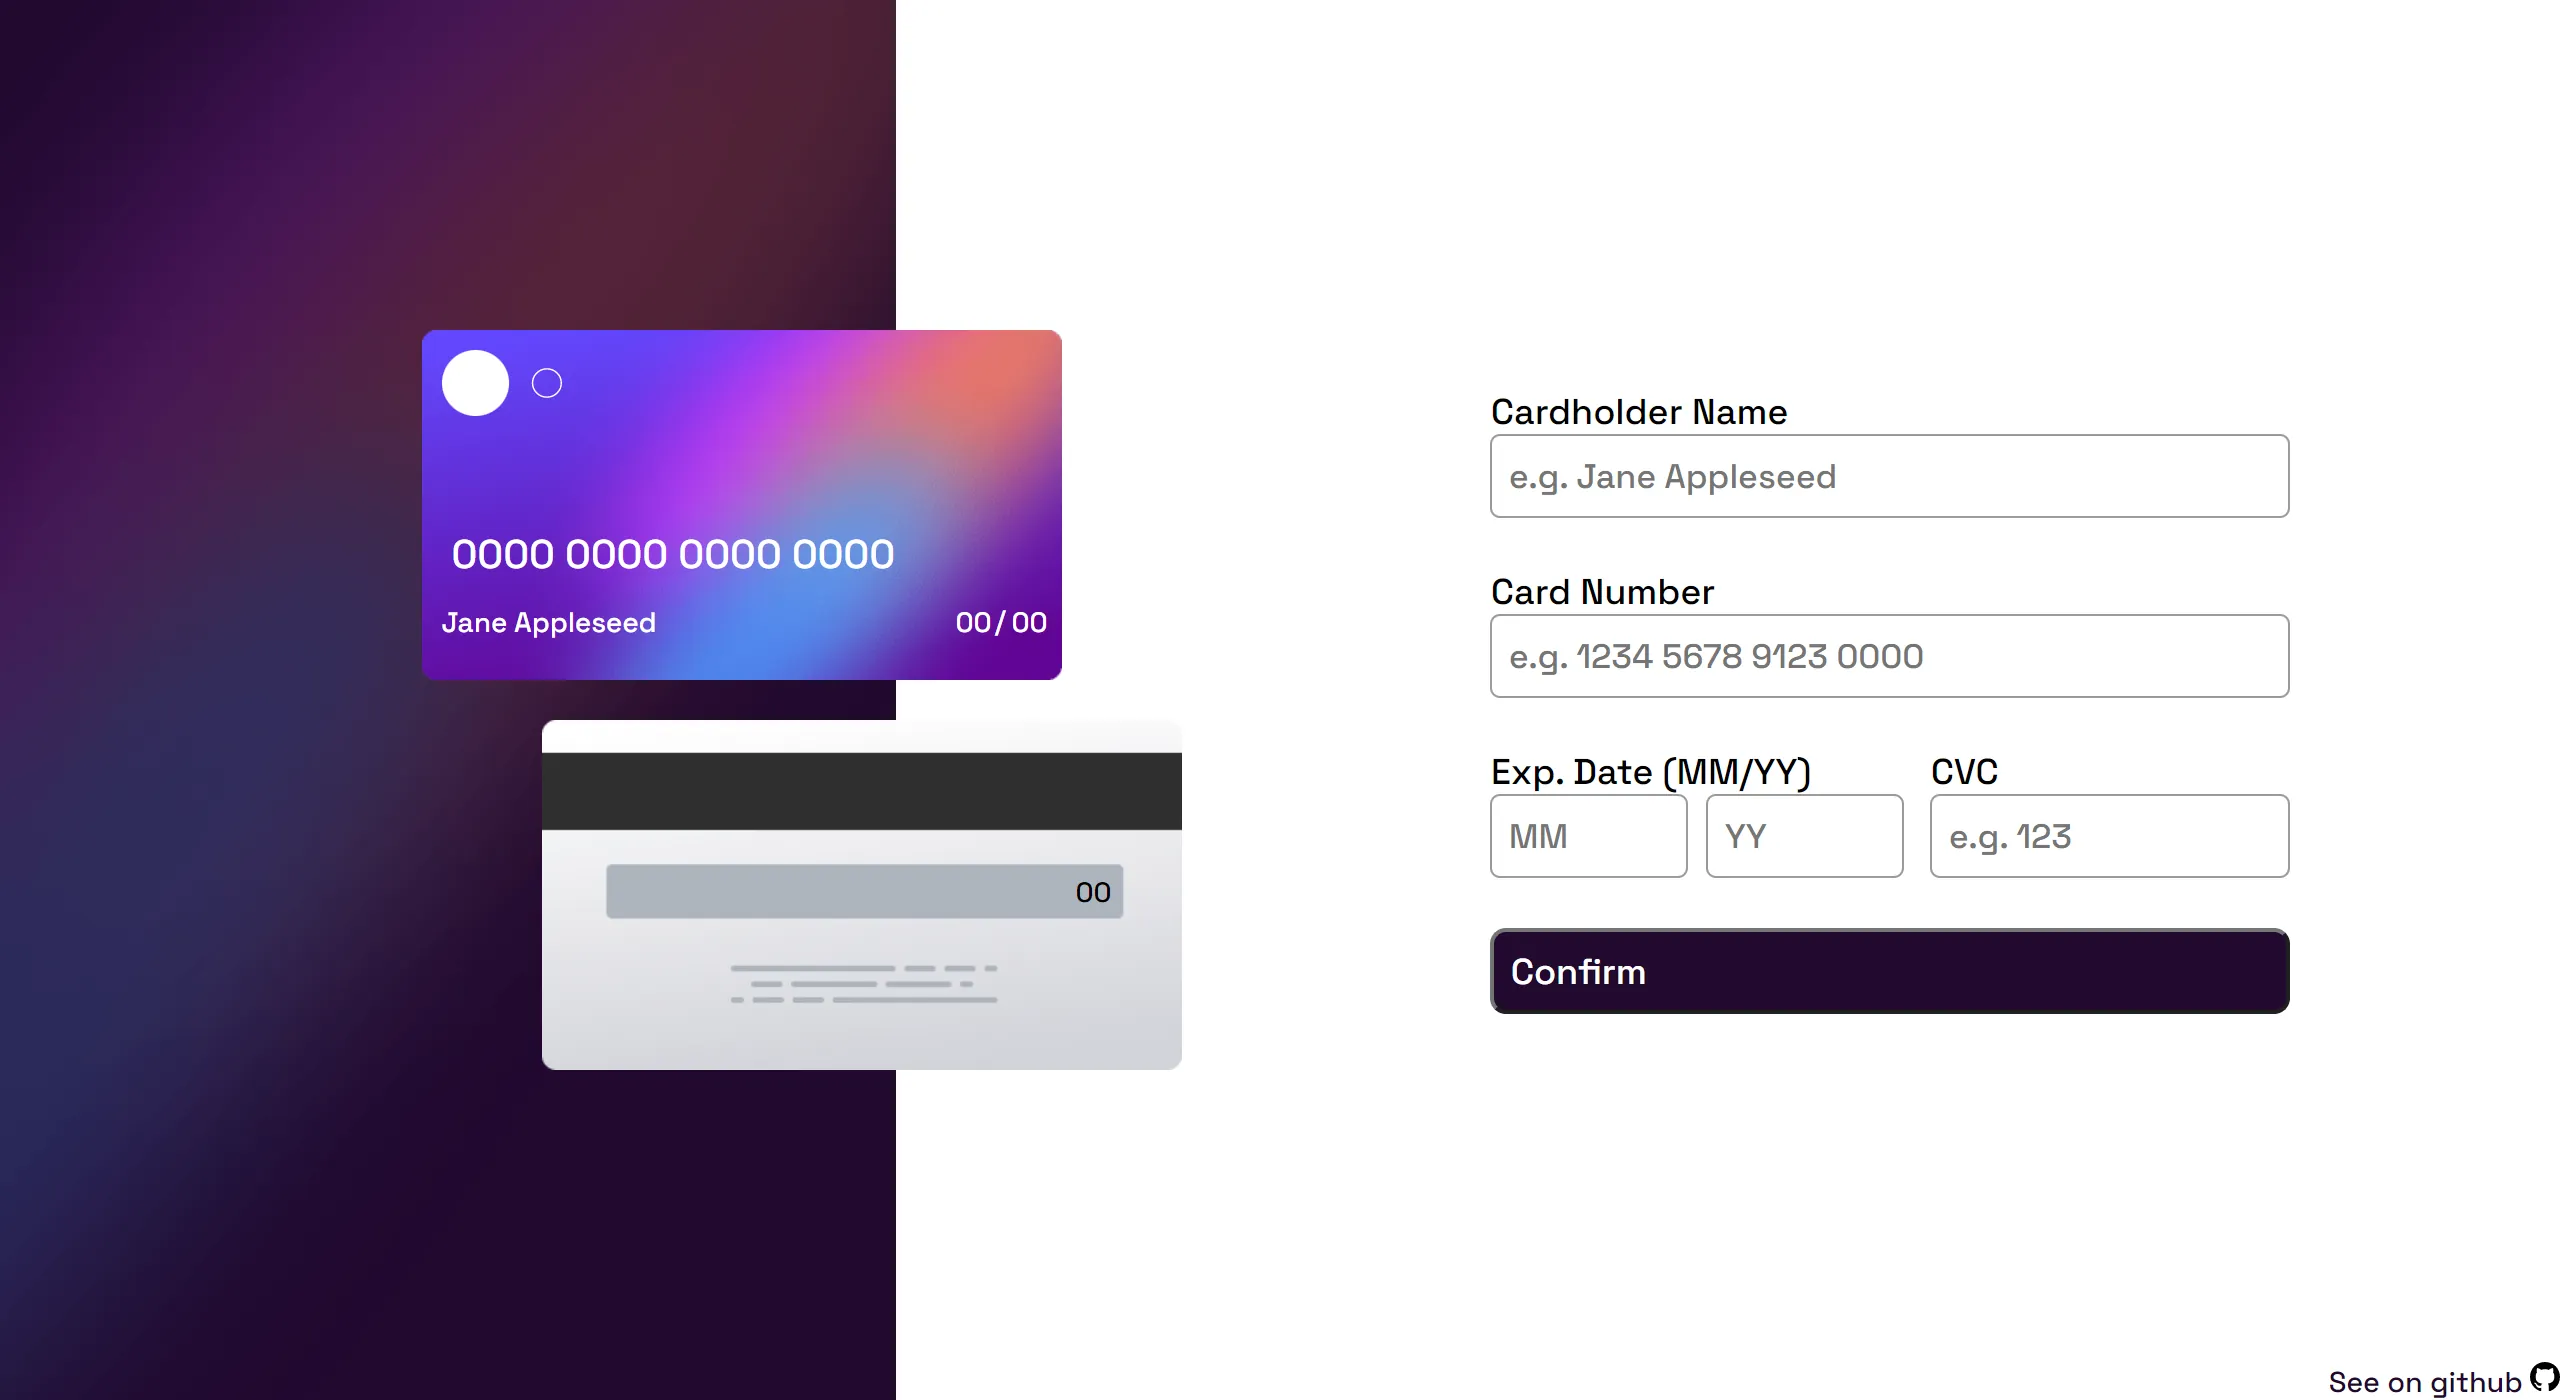 0000 0000 0000 0000
Jane Appleseed 00/00
00
Cardholder Name
e.g. Jane Appleseed
Card Number
e.g. 1234 5678 9123 0000
Exp. Date (MM/YY) CVC
MM YY e.g. 123
Confirm
See on github